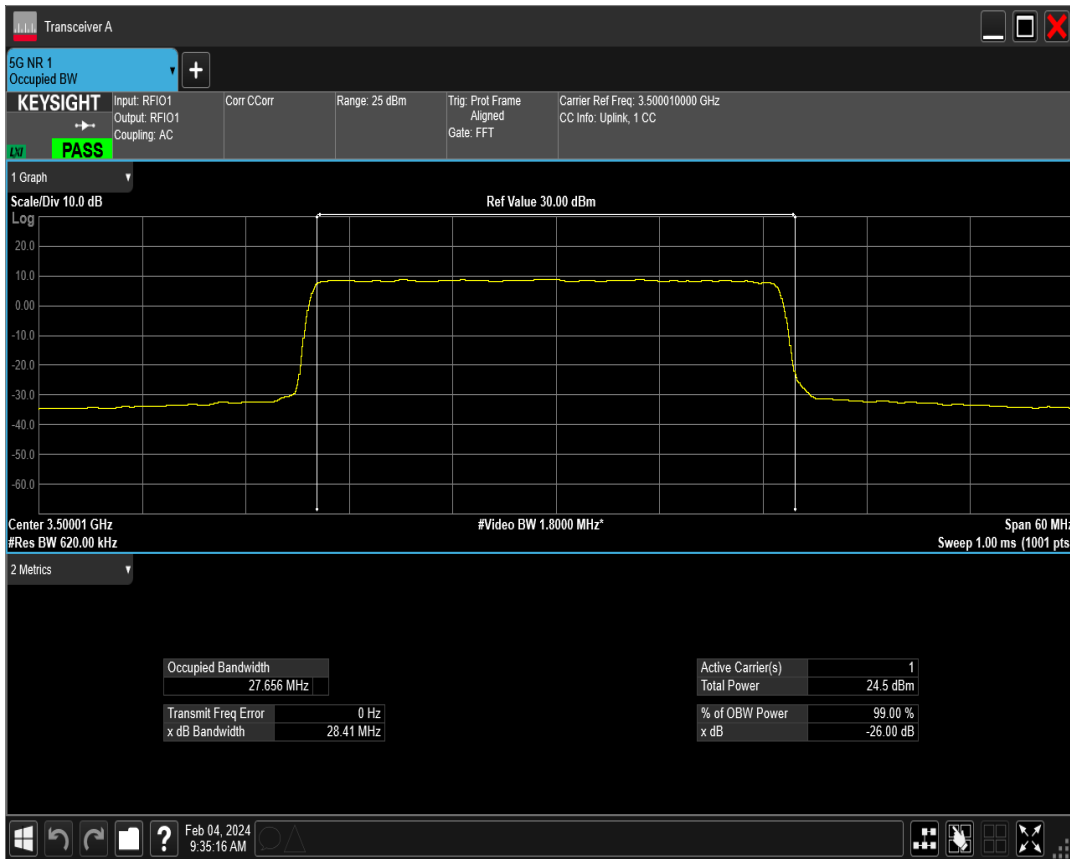 Transceiver A
5G NR 1
Occupied BW
KEYSIGHT
Input: RFIO1
Output: RFIO1
Coupling: AC
Corr CCorr
Range: 25 dBm
Trig: Prot Frame
Aligned
Gate: FFT
Carrier Ref Freq: 3.500010000 GHz
CC Info: Uplink, 1 CC
LXI
PASS
1 Graph
Scale/Div 10.0 dB
Ref Value 30.00 dBm
Log
20.0
10.0
0.00
-10.0
-20.0
-30.0
-40.0
-50.0
-60.0
Center 3.50001 GHz
#Video BW 1.8000 MHz*
Span 60 MHz
#Res BW 620.00 kHz
Sweep 1.00 ms (1001 pts
2 Metrics
Occupied Bandwidth
27.656 MHz
Transmit Freq Error 0 Hz
x dB Bandwidth 28.41 MHz
Active Carrier(s) 1
Total Power 24.5 dBm
% of OBW Power 99.00 %
x dB -26.00 dB
?
Feb 04, 2024
9:35:16 AM